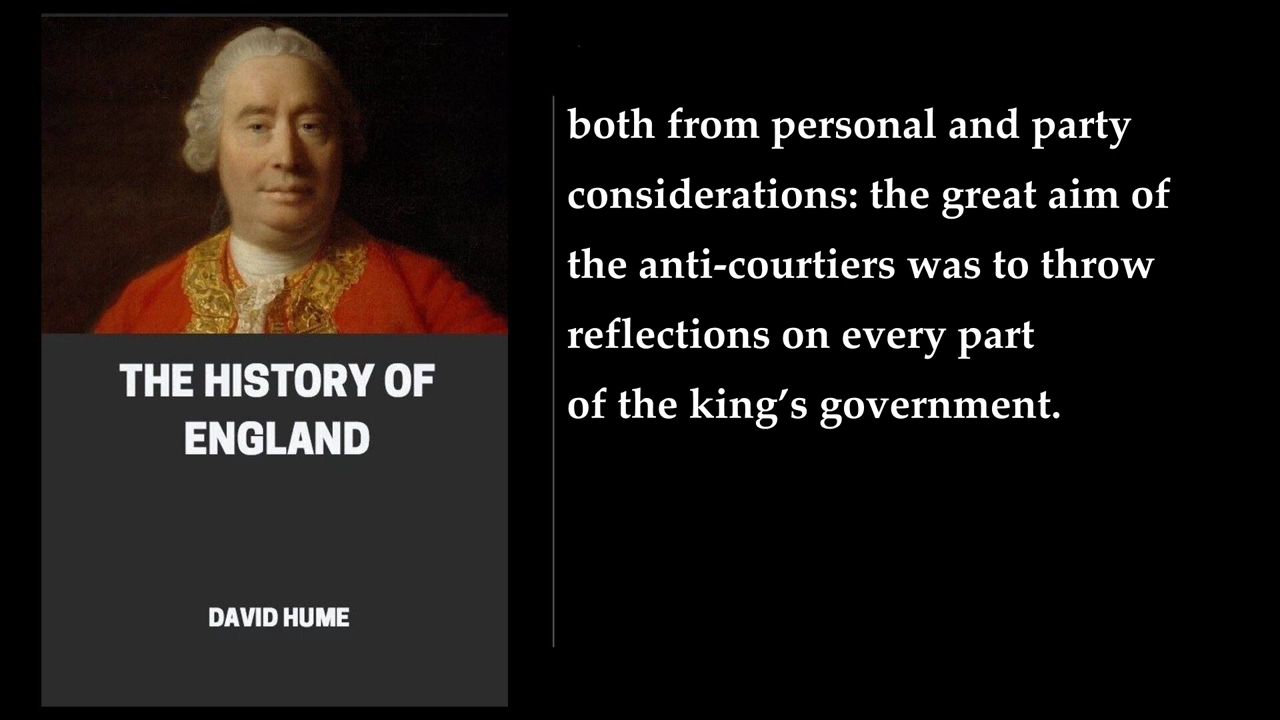 THE HISTORY OF
ENGLAND
DAVID HUME
both from personal and party
considerations: the great aim of
the anti-courtiers was to throw
reflections on every part
of the king’s government.